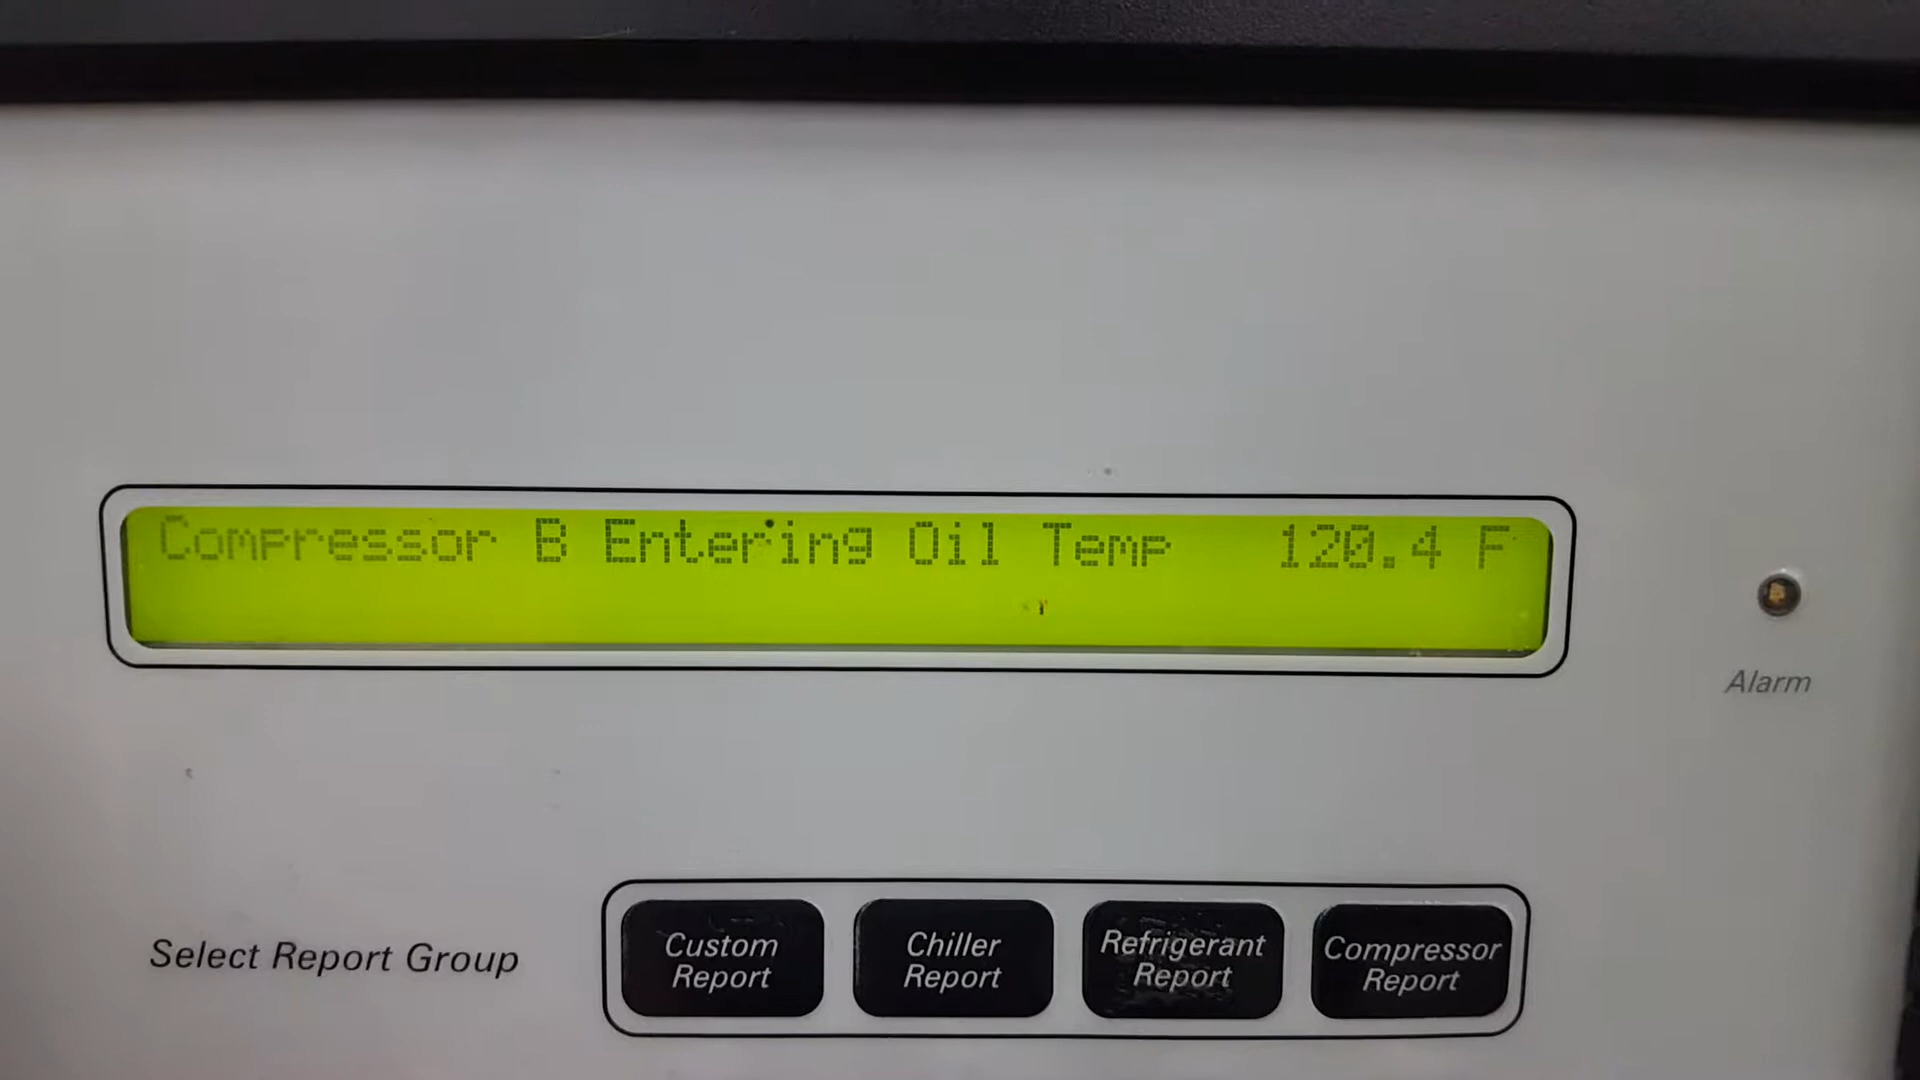 Compressor B Entering Oil Temp 120.4 F
Alarm
Select Report Group
Custom
Report
Chiller
Report
Refrigerant
Report
Compressor
Report